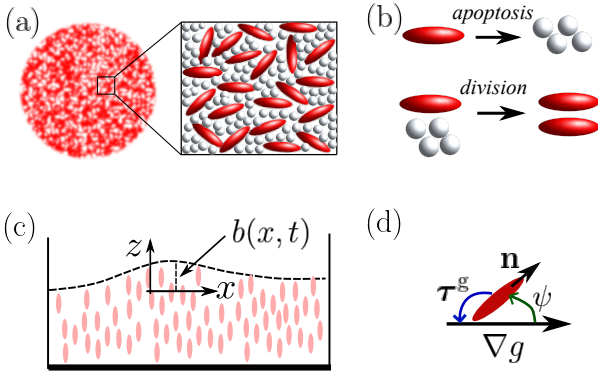 (a)
(b)
apoptosis
division
(c)
z
b(x, t)
x
(d)
n
τ^g
ψ
∇g